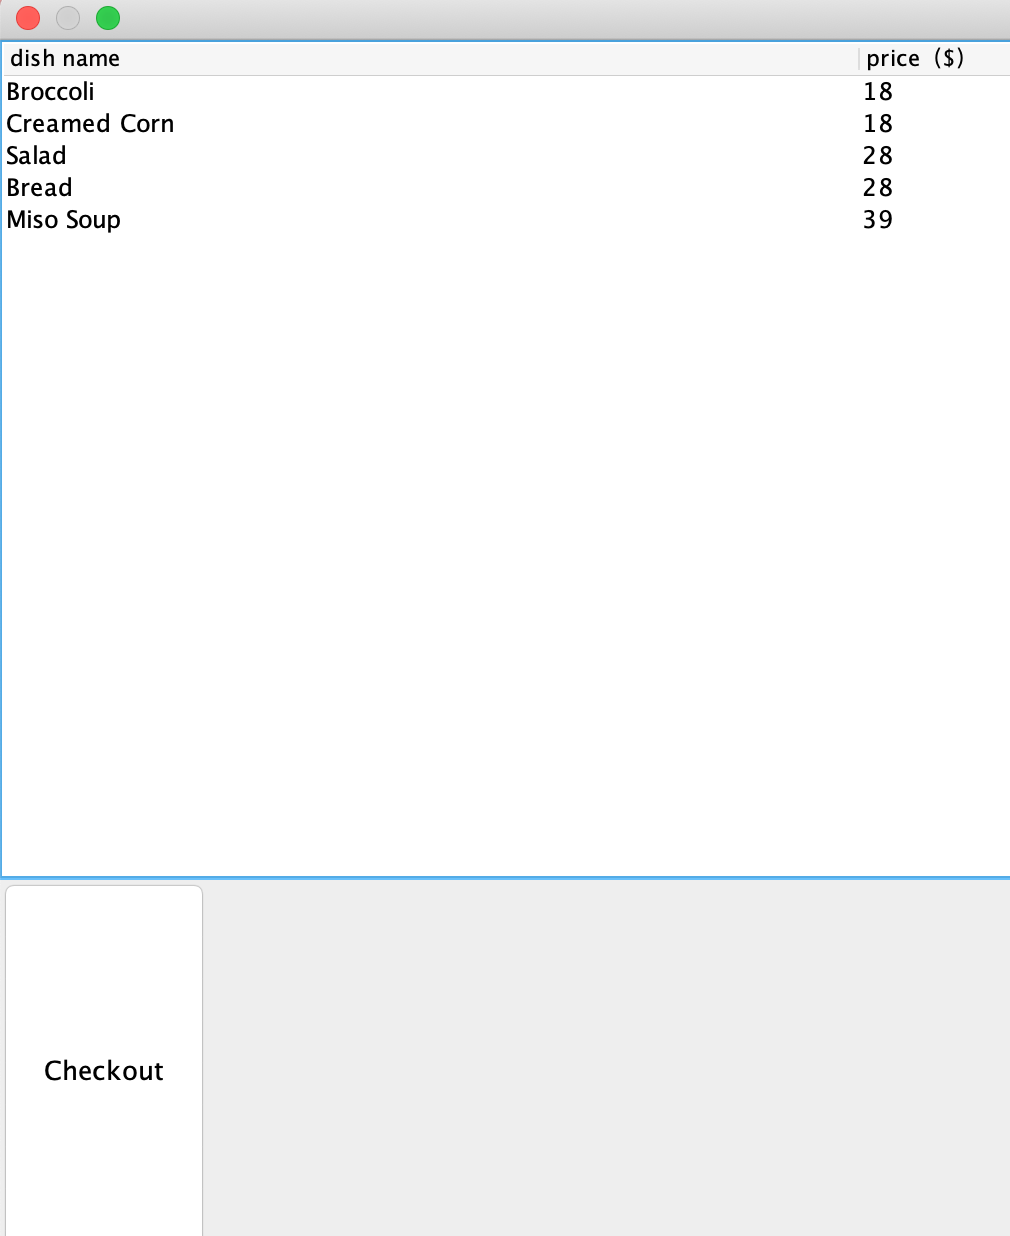 dish name price ($)
Broccoli 18
Creamed Corn 18
Salad 28
Bread 28
Miso Soup 39
Checkout